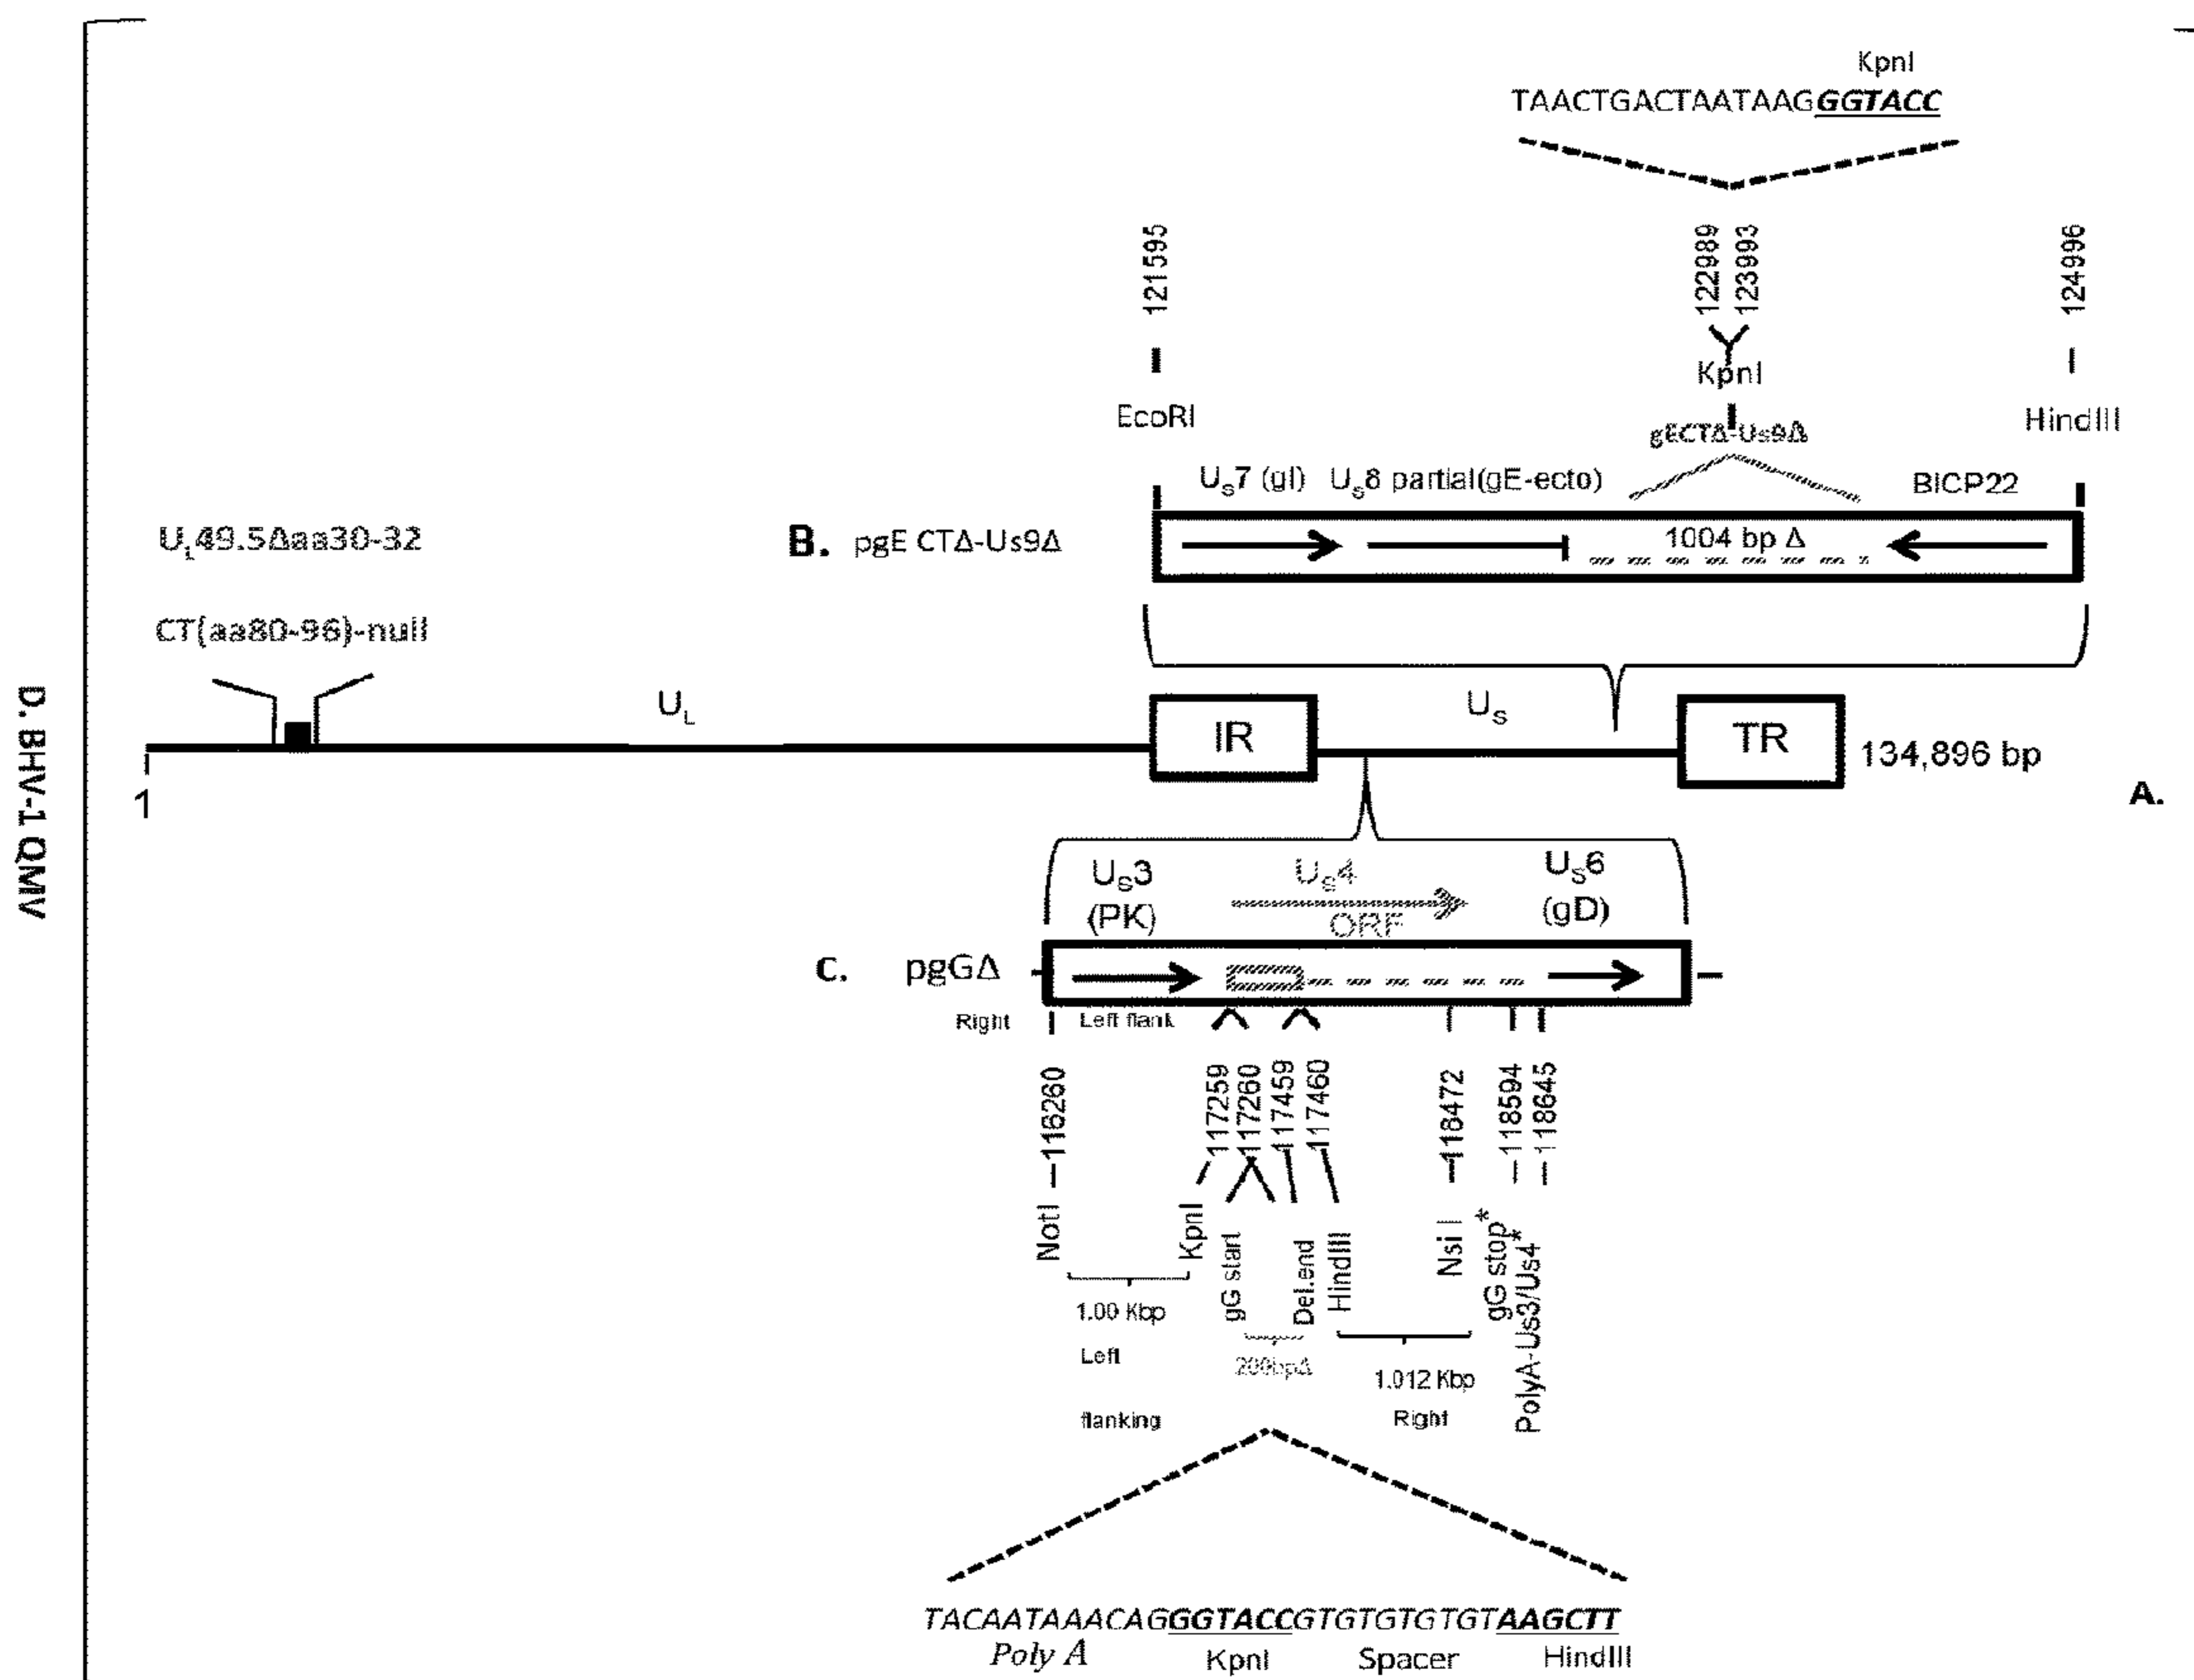 KpnI
TAACTGACTAATAAGGGTACC
121595
122989
123993
124996
KpnI
EcoRI
HindIII
gECTΔ-Us9Δ
US7 (gI) US8 partial(gE-ecto)
BICP22
UL49.5Δaa30-32
B. pgE CTΔ-Us9Δ
1004 bp Δ
CT(aa80-96)-null
D. BHV-1 QMV
UL
US
IR
TR
134,896 bp
1
A.
US3
(PK)
US4
ORF
US6
(gD)
C. pgGΔ
Right
Left flank
116260
117259
117260
117459
117460
118472
118594
118645
NotI
KpnI
gG start
Del.end
HindIII
Nsi I
gG stop*
PolyA-Us3/Us4*
1.00 Kbp
Left
flanking
200bpΔ
1.012 Kbp
Right
TACAATAAACAGGGTACCGTGTGTGTGTAAGCTT
Poly A
KpnI
Spacer
HindIII